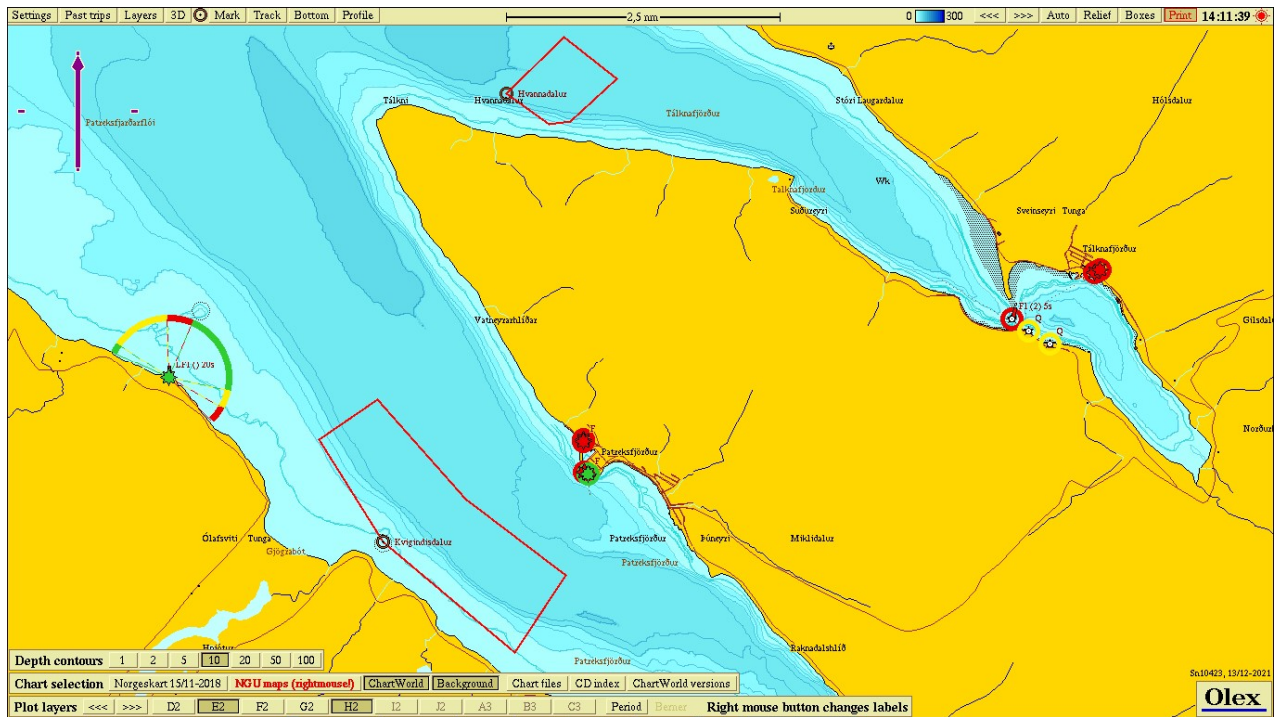 Settings Past trips Layers 3D Mark Track Bottom Profile 2,5 nm 0 300 <<< >>> Auto Relief Boxes Print 14:11:39
Tálkni
Hvannadalur
Hvannadalur
Stóri Laugardalur
Hólsdalur
Patreksfjarðarflói
Tálknafjörður
Wk
Talknafjordur
Suðureyri
Sveinseyri Tunga
Tálknafjörður
Fl (2) 5s
Q
Q
Gilsdal
Vatneyrarhlíðar
LFl () 20s
F
Norðurb
Patreksfjörður
F
Ólafsviti Tunga
Kvigindisdalur
Patreksfjörður
Þúneyri
Miklidalur
Gjögrabót
Patreksfjörður
Hnjótur
Raknadalshlíð
Patreksfjörður
Depth contours 1 2 5 10 20 50 100
Sn10423, 13/12-2021
Chart selection Norgeskart 15/11-2018 NGU maps (rightmouse!) ChartWorld Background Chart files CD index ChartWorld versions
Olex
Plot layers <<< >>> D2 E2 F2 G2 H2 I2 J2 A3 B3 C3 Period Berner Right mouse button changes labels